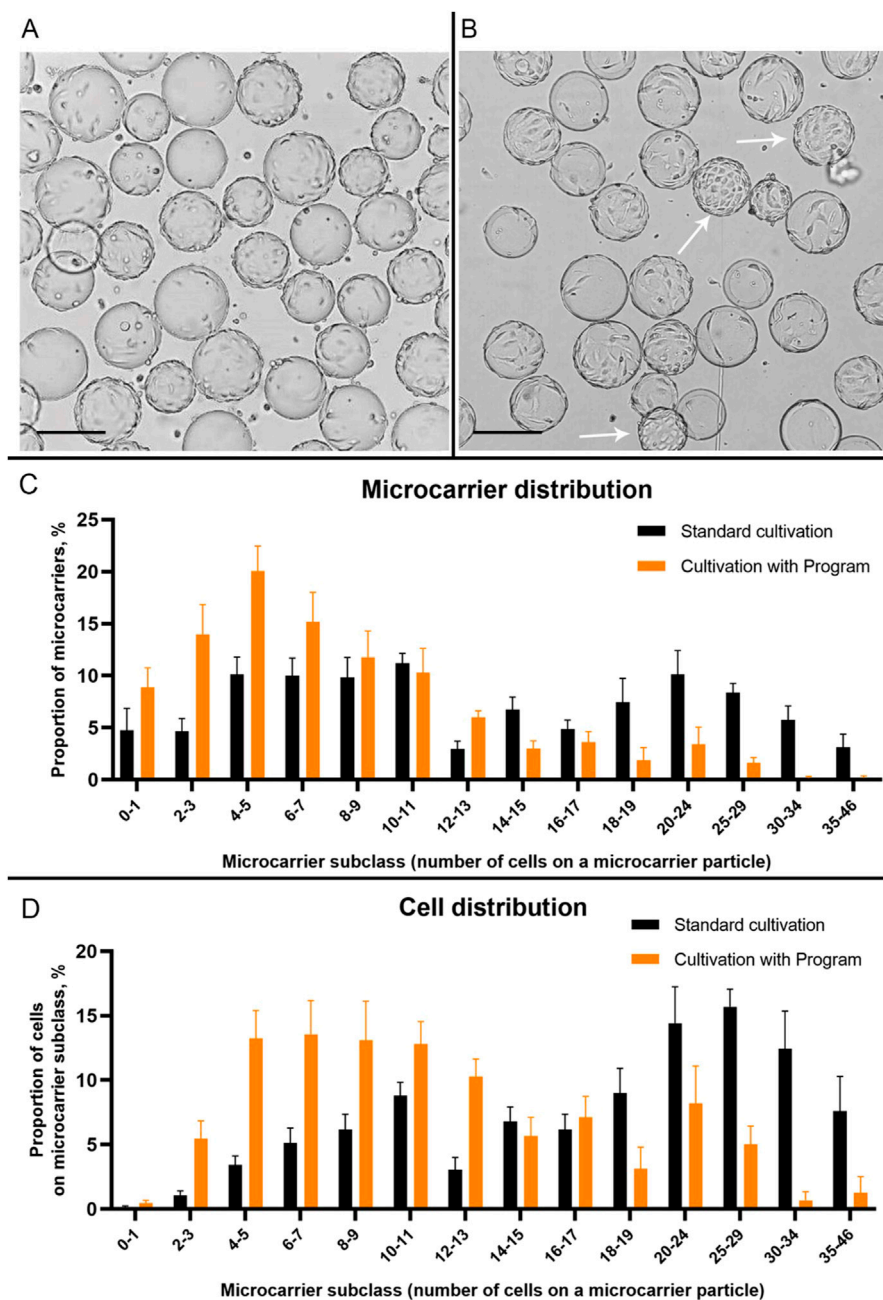 A
B
C
Microcarrier distribution
Proportion of microcarriers, %
25
20
15
10
5
0
Standard cultivation
Cultivation with Program
0-1
2-3
4-5
6-7
8-9
10-11
12-13
14-15
16-17
18-19
20-24
25-29
30-34
35-46
Microcarrier subclass (number of cells on a microcarrier particle)
D
Cell distribution
Proportion of cells
on microcarrier subclass, %
20
15
10
5
0
Standard cultivation
Cultivation with Program
0-1
2-3
4-5
6-7
8-9
10-11
12-13
14-15
16-17
18-19
20-24
25-29
30-34
35-46
Microcarrier subclass (number of cells on a microcarrier particle)